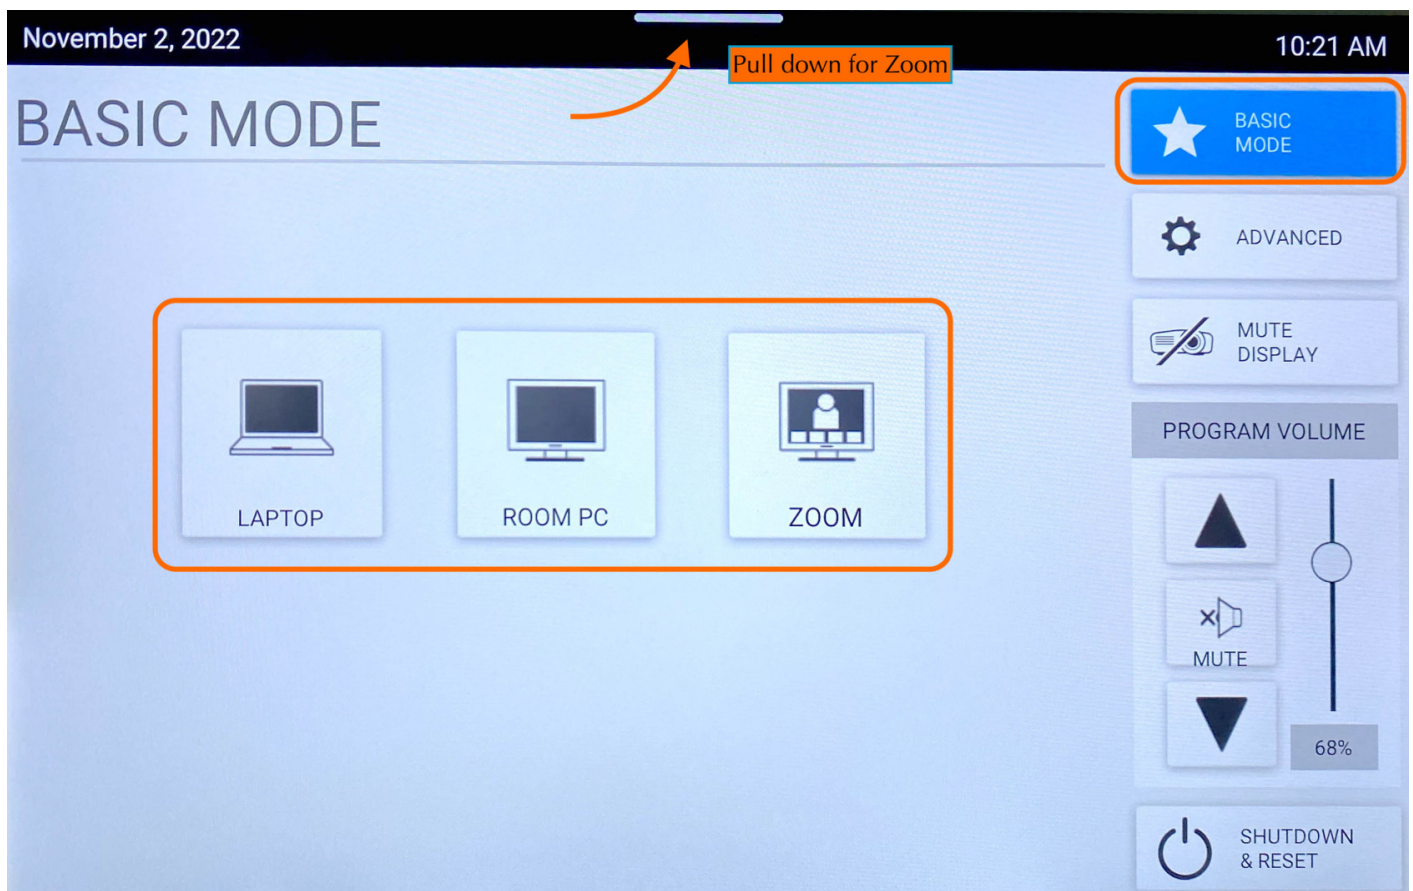 November 2, 2022
Pull down for Zoom
10:21 AM
BASIC MODE
BASIC
MODE
ADVANCED
MUTE
DISPLAY
PROGRAM VOLUME
LAPTOP
ROOM PC
ZOOM
MUTE
68%
SHUTDOWN
& RESET